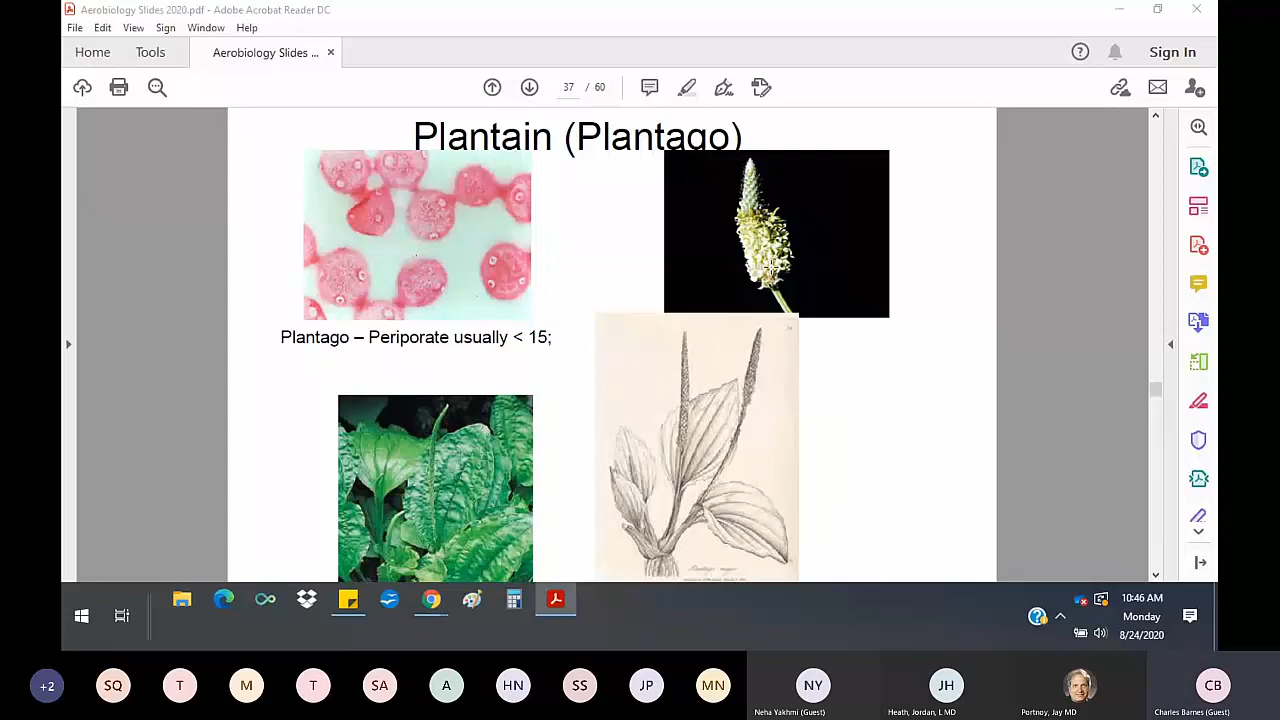 Aerobiology Slides 2020.pdf - Adobe Acrobat Reader DC
File Edit View Sign Window Help
Home Tools Aerobiology Slides ... × Sign In
37 / 60
Plantain (Plantago)
Plantago – Periporate usually < 15;
Plantago major
10:46 AM
Monday
8/24/2020
+2 SQ T M T SA A HN SS JP MN NY JH CB
Neha Yakhmi (Guest) Heath, Jordan, L MD Portnoy, Jay MD Charles Barnes (Guest)